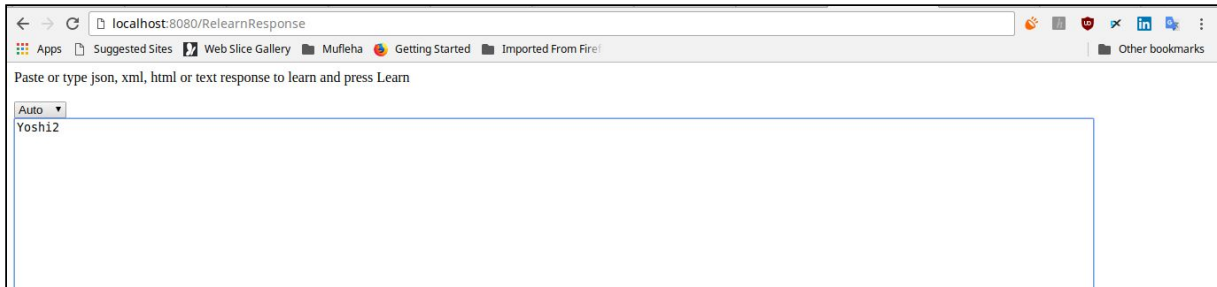 localhost:8080/RelearnResponse
Apps Suggested Sites Web Slice Gallery Mufleha Getting Started Imported From Firef Other bookmarks
Paste or type json, xml, html or text response to learn and press Learn
Auto
Yoshi2